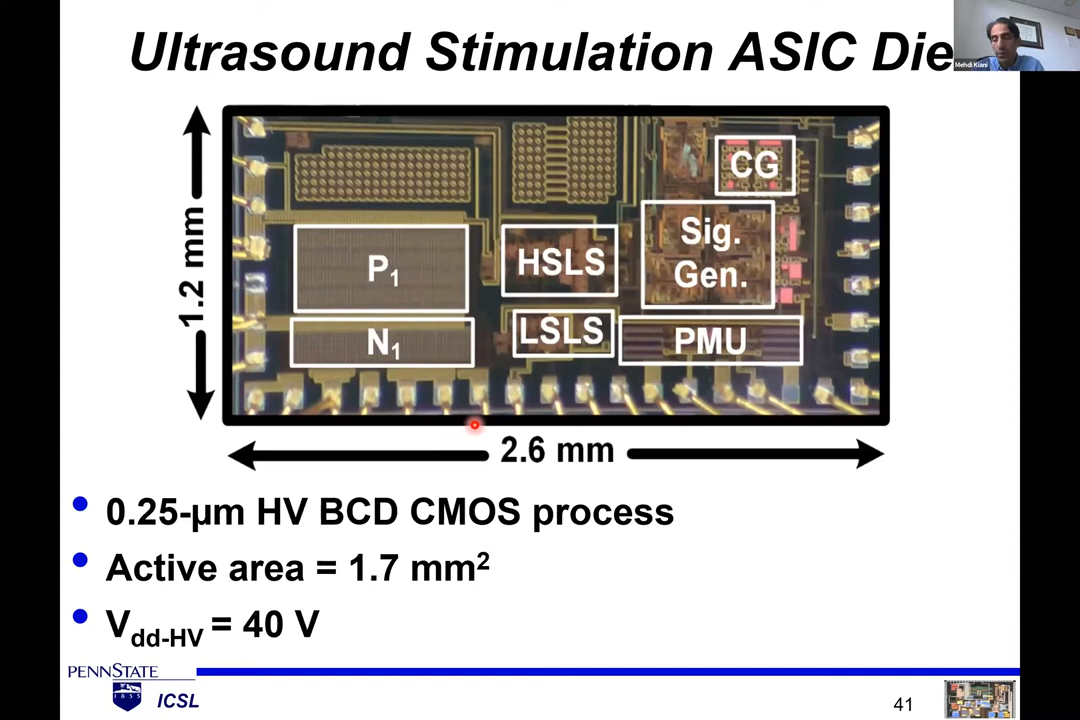 Ultrasound Stimulation ASIC Die
Mehdi Kiani
1.2 mm
CG
Sig.
Gen.
HSLS
P1
LSLS
N1
PMU
2.6 mm
• 0.25-µm HV BCD CMOS process
• Active area = 1.7 mm²
• Vdd-HV = 40 V
PENNSTATE
1855
ICSL
41